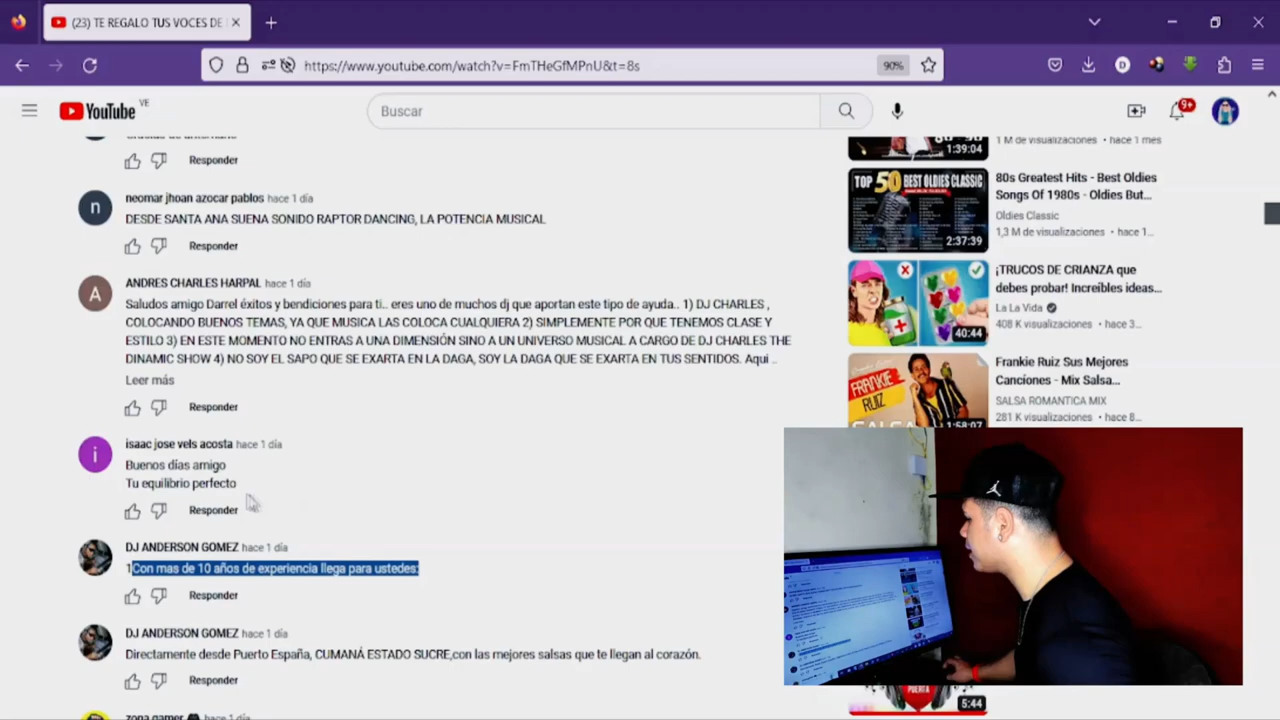 (23) TE REGALO TUS VOCES DE
https://www.youtube.com/watch?v=FmTHeGfMPnU&t=8s
90%
YouTube VE
Buscar
9+
Responder
neomar jhoan azocar pablos hace 1 día
DESDE SANTA ANA SUENA SONIDO RAPTOR DANCING, LA POTENCIA MUSICAL
Responder
ANDRES CHARLES HARPAL hace 1 día
Saludos amigo Darrel éxitos y bendiciones para ti.. eres uno de muchos dj que aportan este tipo de ayuda.. 1) DJ CHARLES ,
COLOCANDO BUENOS TEMAS, YA QUE MUSICA LAS COLOCA CUALQUIERA 2) SIMPLEMENTE POR QUE TENEMOS CLASE Y
ESTILO 3) EN ESTE MOMENTO NO ENTRAS A UNA DIMENSIÓN SINO A UN UNIVERSO MUSICAL A CARGO DE DJ CHARLES THE
DINAMIC SHOW 4) NO SOY EL SAPO QUE SE EXARTA EN LA DAGA, SOY LA DAGA QUE SE EXARTA EN TUS SENTIDOS. Aqui ..
Leer más
Responder
isaac jose vels acosta hace 1 día
Buenos días amigo
Tu equilibrio perfecto
Responder
DJ ANDERSON GOMEZ hace 1 día
1Con mas de 10 años de experiencia llega para ustedes:
Responder
DJ ANDERSON GOMEZ hace 1 día
Directamente desde Puerto España, CUMANÁ ESTADO SUCRE,con las mejores salsas que te llegan al corazón.
Responder
zona gamer hace 1 día
1:39:04
1 M de visualizaciones • hace 1 mes
TOP 50 BEST OLDIES CLASSIC
2:37:39
80s Greatest Hits - Best Oldies
Songs Of 1980s - Oldies But...
Oldies Classic
1,3 M de visualizaciones • hace 1...
40:44
¡TRUCOS DE CRIANZA que
debes probar! Increíbles ideas...
La La Vida
408 K visualizaciones • hace 3...
FRANKIE
RUIZ
SALSA
1:58:07
Frankie Ruiz Sus Mejores
Canciones - Mix Salsa...
SALSA ROMANTICA MIX
281 K visualizaciones • hace 8...
PUERTA
5:44